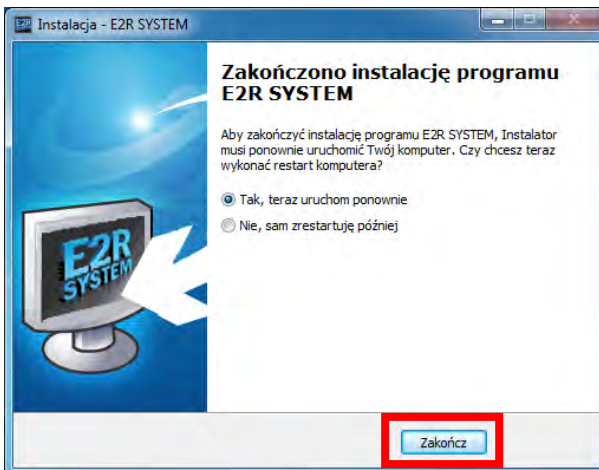 Instalacja - E2R SYSTEM
Zakończono instalację programu
E2R SYSTEM
Aby zakończyć instalację programu E2R SYSTEM, Instalator
musi ponownie uruchomić Twój komputer. Czy chcesz teraz
wykonać restart komputera?
Tak, teraz uruchom ponownie
Nie, sam zrestartuję później
E2R
SYSTEM
Zakończ